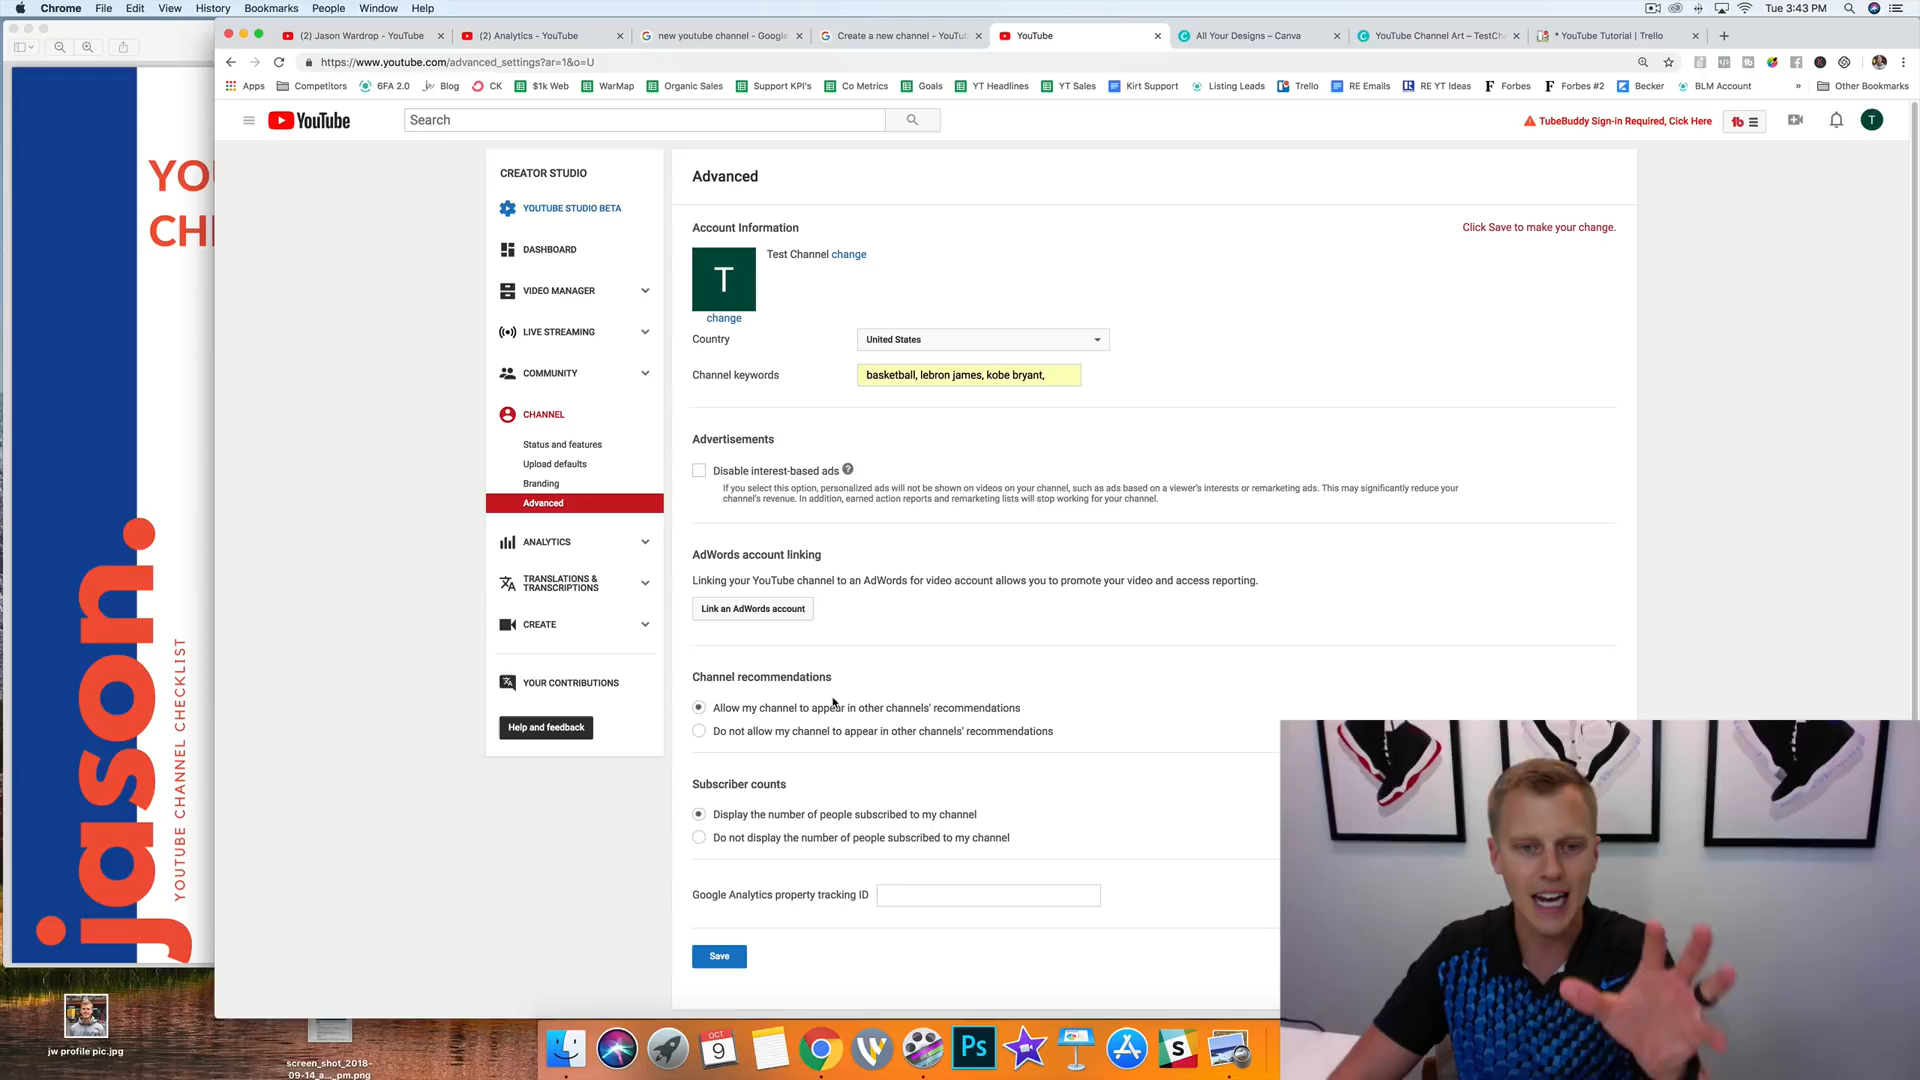 Chrome File Edit View History Bookmarks People Window Help
Tue 3:43 PM
(2) Jason Wardrop - YouTube
(2) Analytics - YouTube
new youtube channel - Google
Create a new channel - YouTu
YouTube
All Your Designs – Canva
YouTube Channel Art – TestCh
* YouTube Tutorial | Trello
https://www.youtube.com/advanced_settings?ar=1&o=U
Apps Competitors 6FA 2.0 Blog CK $1k Web WarMap Organic Sales Support KPI's Co Metrics Goals YT Headlines YT Sales Kirt Support Listing Leads Trello RE Emails RE YT Ideas Forbes Forbes #2 Becker BLM Account » Other Bookmarks
YouTube
Search
TubeBuddy Sign-in Required, Click Here
tb
T
YOU
CH
jason.
YOUTUBE CHANNEL CHECKLIST
CREATOR STUDIO
YOUTUBE STUDIO BETA
DASHBOARD
VIDEO MANAGER
LIVE STREAMING
COMMUNITY
CHANNEL
Status and features
Upload defaults
Branding
Advanced
ANALYTICS
TRANSLATIONS &
TRANSCRIPTIONS
CREATE
YOUR CONTRIBUTIONS
Help and feedback
Advanced
Account Information
Click Save to make your change.
T
Test Channel change
change
Country
United States
Channel keywords
basketball, lebron james, kobe bryant,
Advertisements
Disable interest-based ads ?
If you select this option, personalized ads will not be shown on videos on your channel, such as ads based on a viewer's interests or remarketing ads. This may significantly reduce your
channel's revenue. In addition, earned action reports and remarketing lists will stop working for your channel.
AdWords account linking
Linking your YouTube channel to an AdWords for video account allows you to promote your video and access reporting.
Link an AdWords account
Channel recommendations
Allow my channel to appear in other channels' recommendations
Do not allow my channel to appear in other channels' recommendations
Subscriber counts
Display the number of people subscribed to my channel
Do not display the number of people subscribed to my channel
Google Analytics property tracking ID
Save
jw profile pic.jpg
screen_shot_2018-
09-14_a..._pm.png
OCT
9
Ps
S